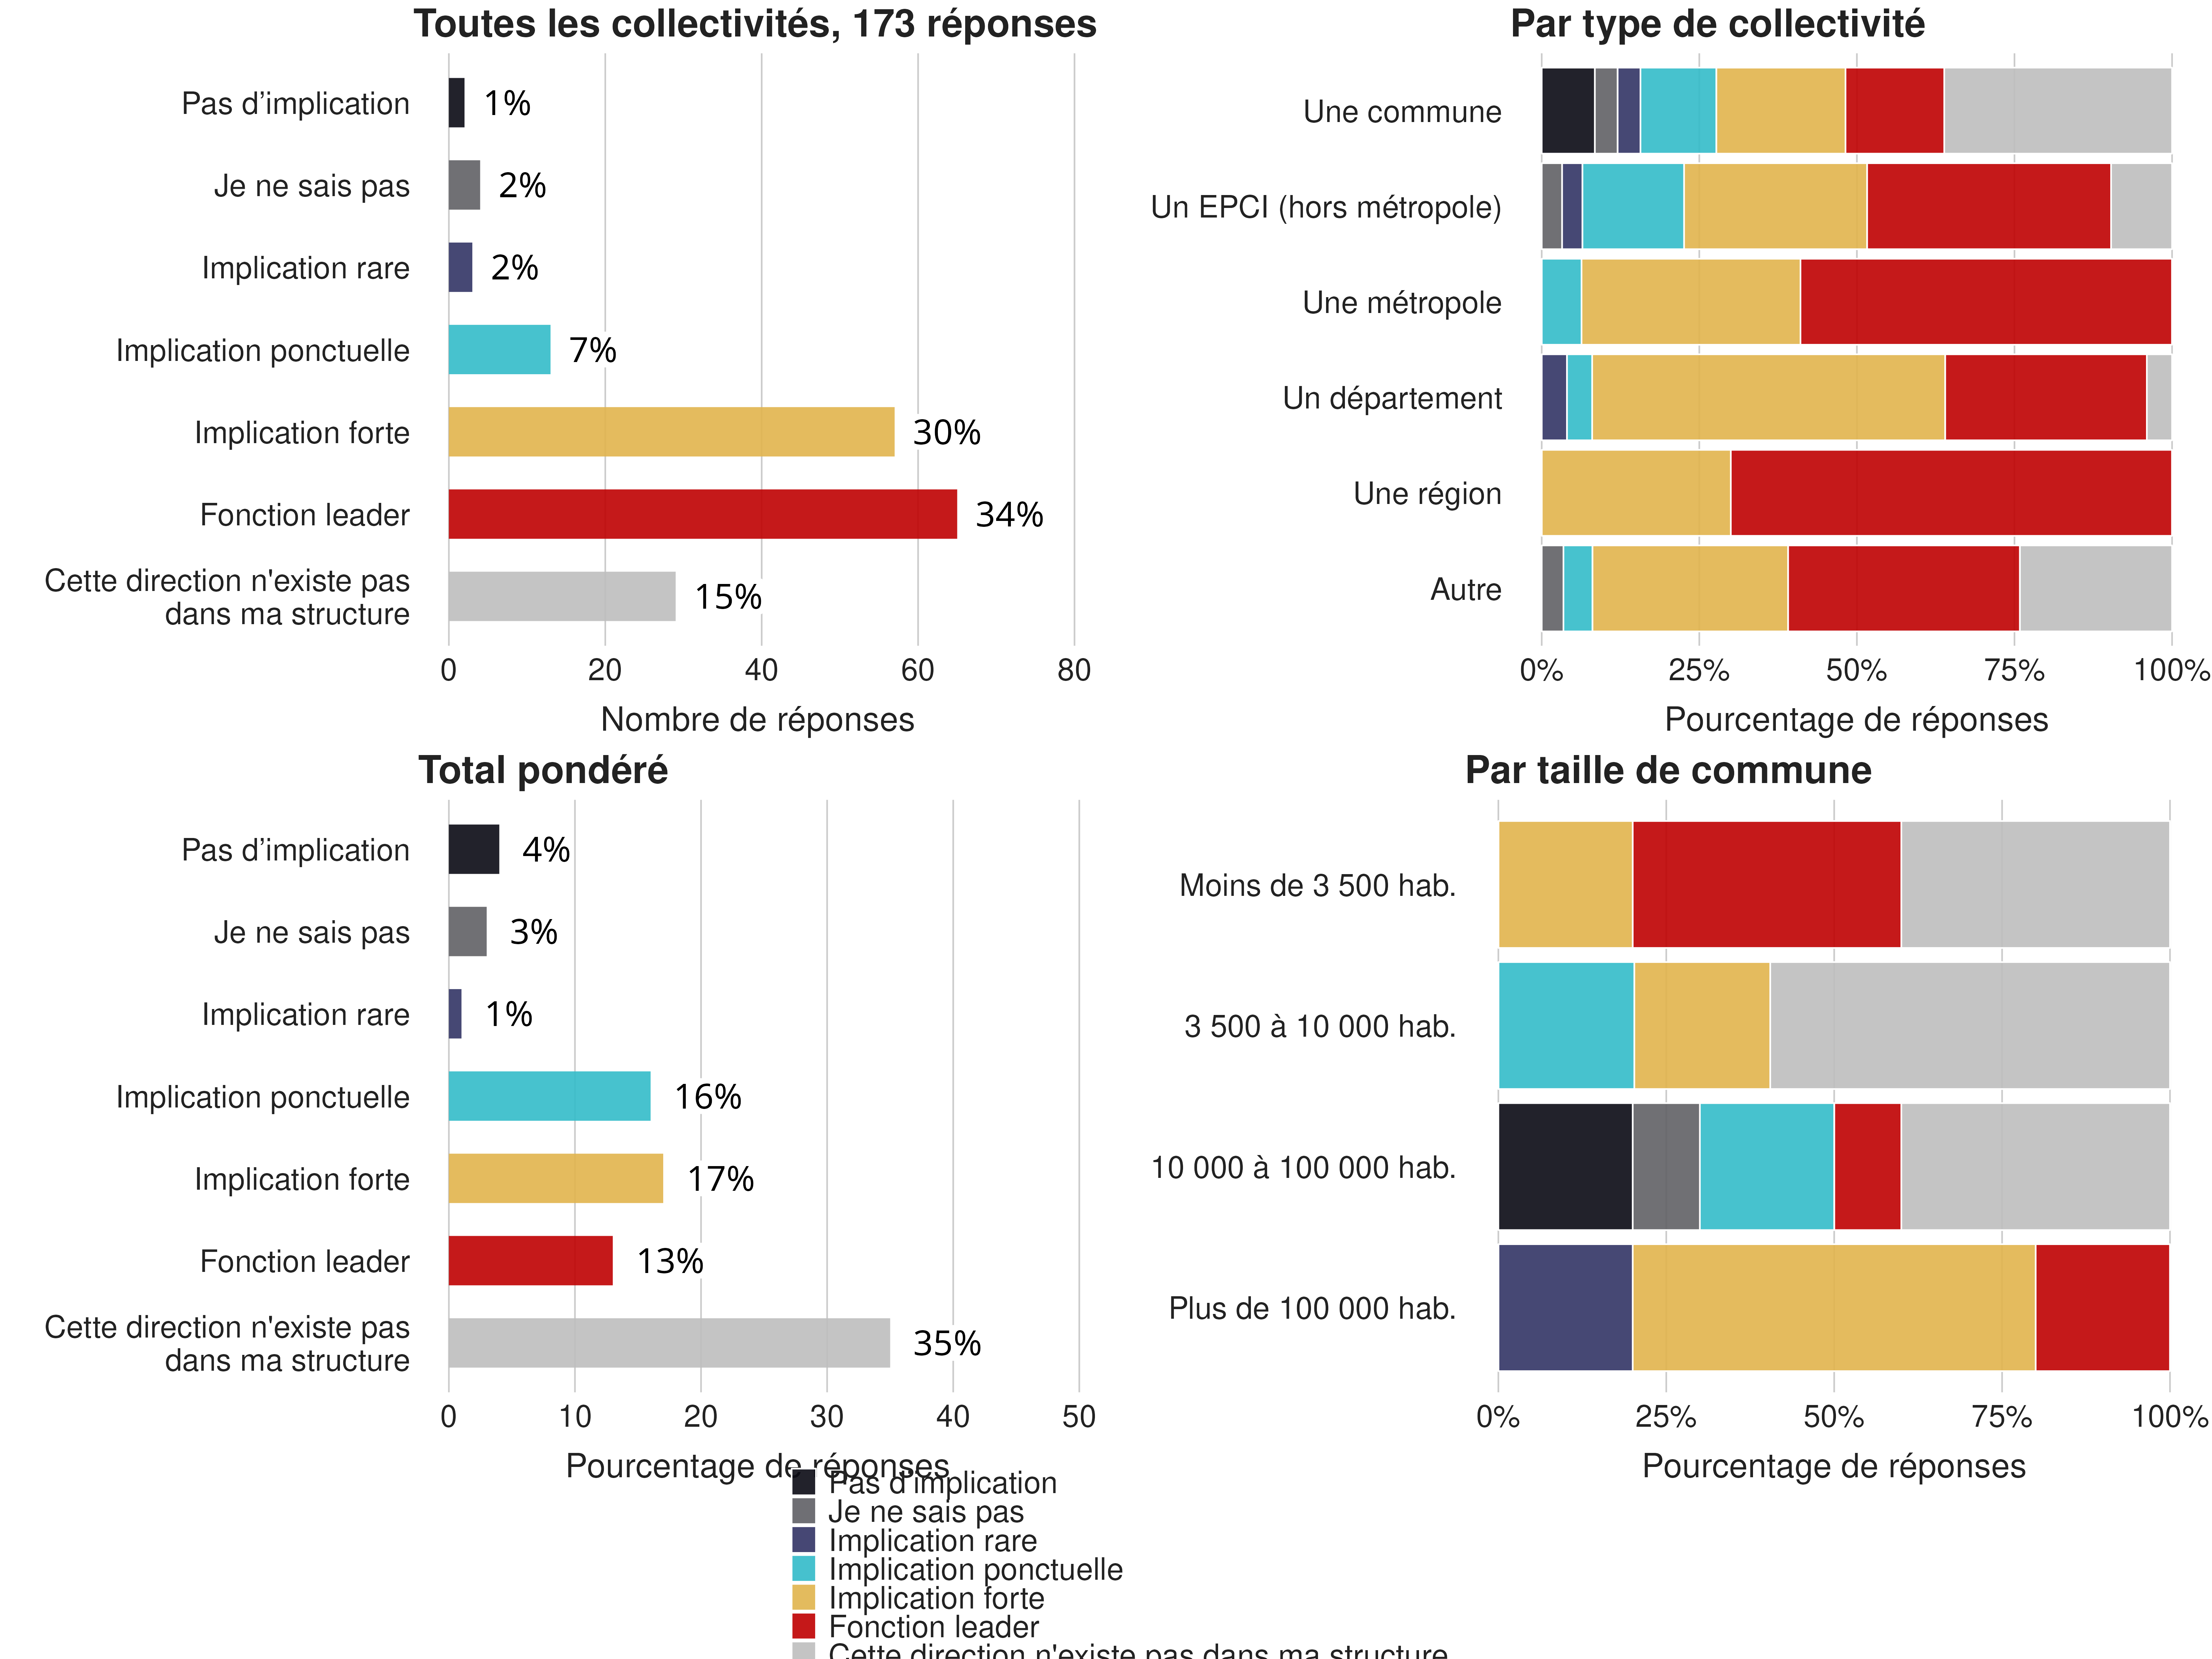 Toutes les collectivités, 173 réponses
Pas d’implication
1%
Je ne sais pas
2%
Implication rare
2%
Implication ponctuelle
7%
Implication forte
30%
Fonction leader
34%
Cette direction n'existe pas
dans ma structure
15%
0 20 40 60 80
Nombre de réponses
Par type de collectivité
Une commune
Un EPCI (hors métropole)
Une métropole
Un département
Une région
Autre
0% 25% 50% 75% 100%
Pourcentage de réponses
Total pondéré
Pas d’implication
4%
Je ne sais pas
3%
Implication rare
1%
Implication ponctuelle
16%
Implication forte
17%
Fonction leader
13%
Cette direction n'existe pas
dans ma structure
35%
0 10 20 30 40 50
Pourcentage de réponses
Par taille de commune
Moins de 3 500 hab.
3 500 à 10 000 hab.
10 000 à 100 000 hab.
Plus de 100 000 hab.
0% 25% 50% 75% 100%
Pourcentage de réponses
Pas d’implication
Je ne sais pas
Implication rare
Implication ponctuelle
Implication forte
Fonction leader
Cette direction n'existe pas dans ma structure